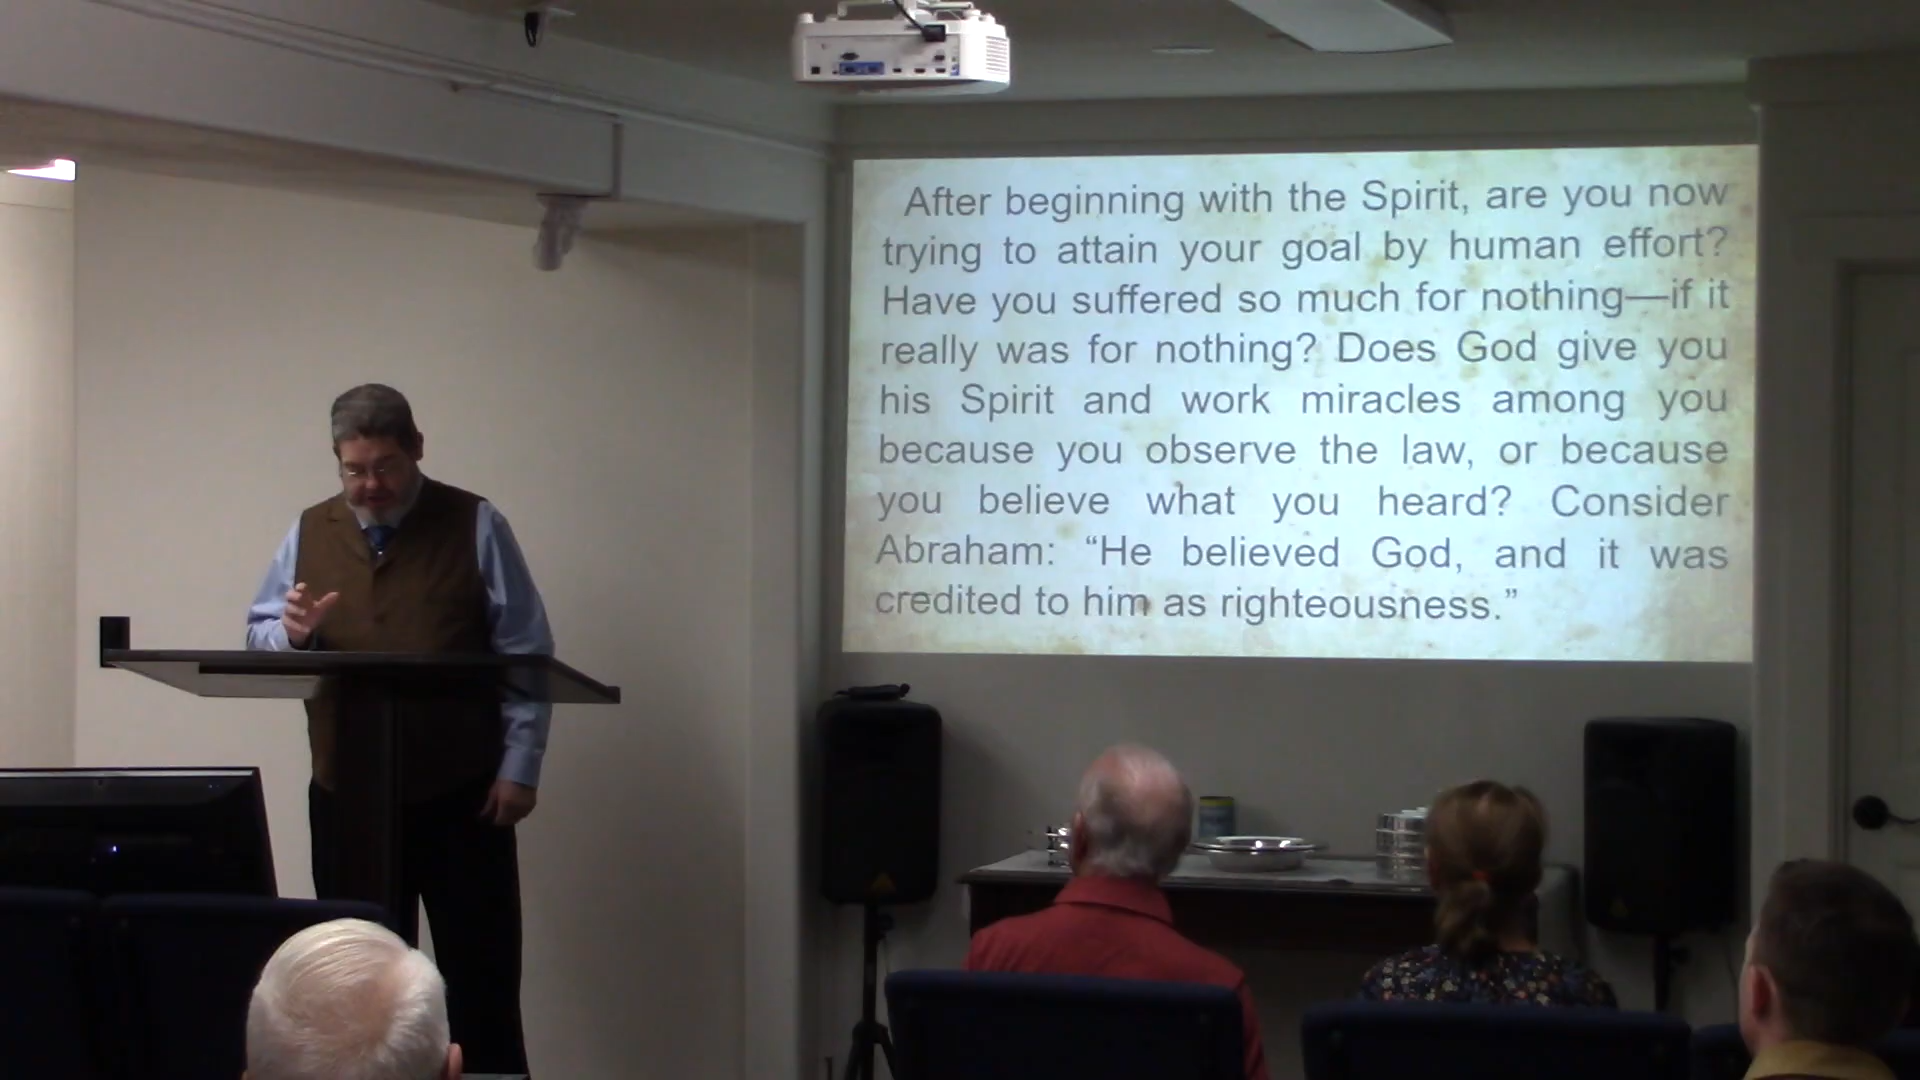 After beginning with the Spirit, are you now
trying to attain your goal by human effort?
Have you suffered so much for nothing—if it
really was for nothing? Does God give you
his Spirit and work miracles among you
because you observe the law, or because
you believe what you heard? Consider
Abraham: “He believed God, and it was
credited to him as righteousness.”